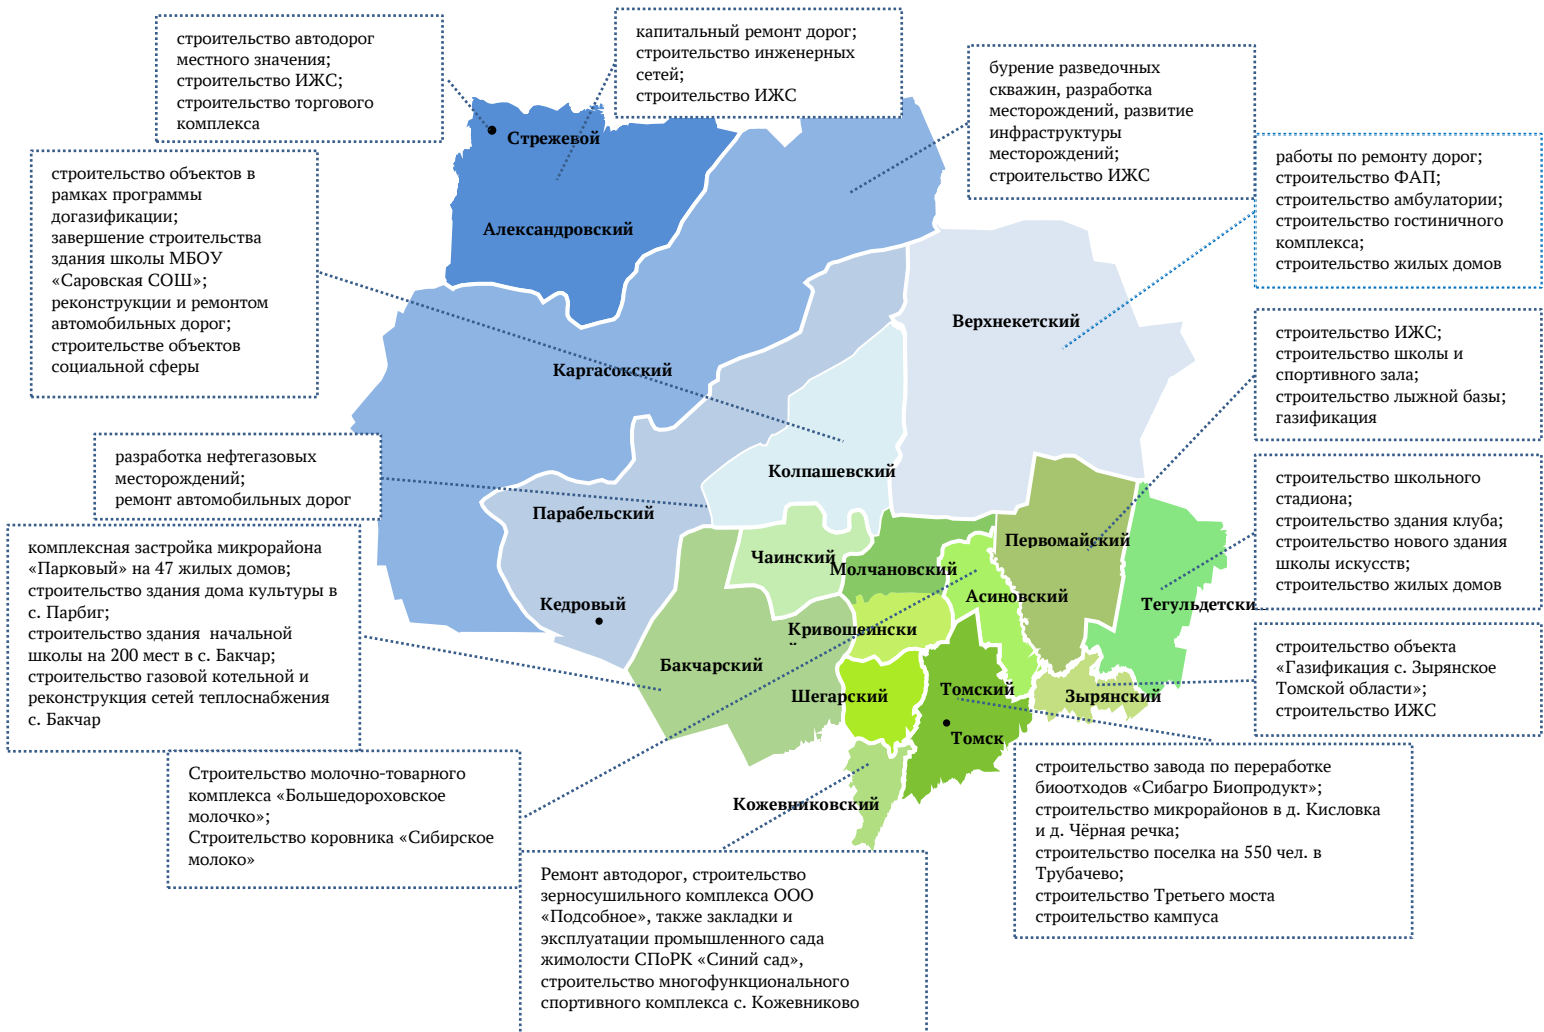 строительство автодорог
местного значения;
строительство ИЖС;
строительство торгового
комплекса
капитальный ремонт дорог;
строительство инженерных
сетей;
строительство ИЖС
бурение разведочных
скважин, разработка
месторождений, развитие
инфраструктуры
месторождений;
строительство ИЖС
работы по ремонту дорог;
строительство ФАП;
строительство амбулатории;
строительство гостиничного
комплекса;
строительство жилых домов
строительство объектов в
рамках программы
догазификации;
завершение строительства
здания школы МБОУ
«Саровская СОШ»;
реконструкции и ремонтом
автомобильных дорог;
строительстве объектов
социальной сферы
строительство ИЖС;
строительство школы и
спортивного зала;
строительство лыжной базы;
газификация
разработка нефтегазовых
месторождений;
ремонт автомобильных дорог
строительство школьного
стадиона;
строительство здания клуба;
строительство нового здания
школы искусств;
строительство жилых домов
комплексная застройка микрорайона
«Парковый» на 47 жилых домов;
строительство здания дома культуры в
с. Парбиг;
строительство здания  начальной
школы на 200 мест в с. Бакчар;
строительство газовой котельной и
реконструкция сетей теплоснабжения
с. Бакчар
строительство объекта
«Газификация с. Зырянское
Томской области»;
строительство ИЖС
Строительство молочно-товарного
комплекса «Большедороховское
молочко»;
Строительство коровника «Сибирское
молоко»
строительство завода по переработке
биоотходов «Сибагро Биопродукт»;
строительство микрорайонов в д. Кисловка
и д. Чёрная речка;
строительство поселка на 550 чел. в
Трубачево;
строительство Третьего моста
строительство кампуса
Ремонт автодорог, строительство
зерносушильного комплекса ООО
«Подсобное», также закладки и
эксплуатации промышленного сада
жимолости СПоРК «Синий сад»,
строительство многофункционального
спортивного комплекса с. Кожевниково
Стрежевой
Александровский
Верхнекетский
Каргасокский
Колпашевский
Парабельский
Чаинский
Первомайский
Молчановский
Асиновский
Тегульдетски
Кедровый
Кривошеински
й
Бакчарский
Шегарский
Томский
Зырянский
Томск
Кожевниковский